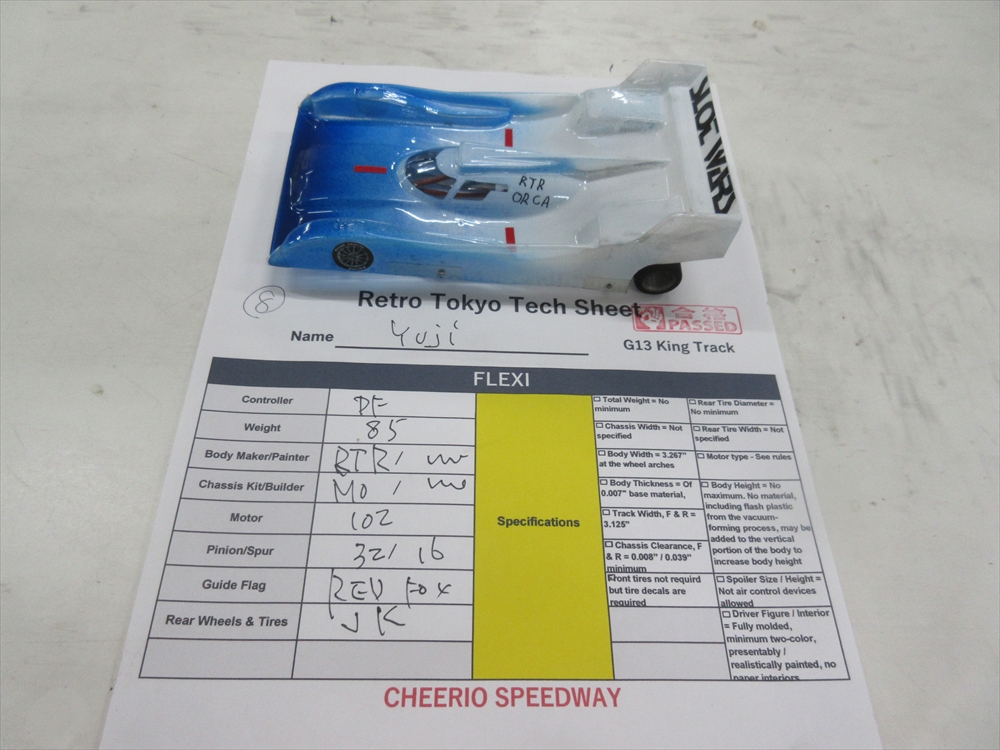 SLOT WARS
RTR
ORCA
8
Retro Tokyo Tech Sheet
合格
PASSED
Name Yuji
G13 King Track
FLEXI
Controller DF
Weight 85
Body Maker/Painter RTR/
Chassis Kit/Builder MO /
Motor 102
Pinion/Spur 32/ 16
Guide Flag RED FOX
Rear Wheels & Tires JK
Specifications
☐ Total Weight = No
minimum
☐ Chassis Width = Not
specified
☐ Body Width = 3.267"
at the wheel arches
☐ Body Thickness = Of
0.007" base material,
☐ Track Width, F & R =
3.125"
☐ Chassis Clearance, F
& R = 0.008" / 0.039"
minimum
Front tires not requird
but tire decals are
required
☐ Rear Tire Diameter =
No minimum
☐ Rear Tire Width = Not
specified
☐ Motor type - See rules
☐ Body Height = No
maximum. No material,
including flash plastic
from the vacuum-
forming process, may be
added to the vertical
portion of the body to
increase body height
☐ Spoiler Size / Height =
Not air control devices
allowed
☐ Driver Figure / Interior
= Fully molded,
minimum two-color,
presentably /
realistically painted, no
paper interiors
CHEERIO SPEEDWAY